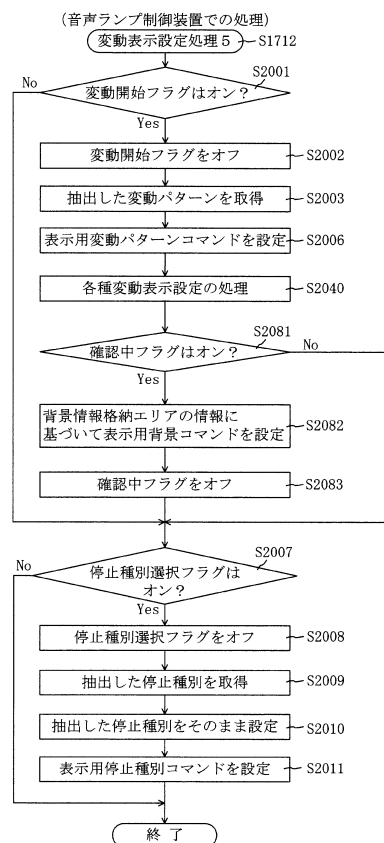 (音声ランプ制御装置での処理)
変動表示設定処理5
S1712
S2001
No
変動開始フラグはオン?
Yes
変動開始フラグをオフ
S2002
抽出した変動パターンを取得
S2003
表示用変動パターンコマンドを設定
S2006
各種変動表示設定の処理
S2040
S2081
確認中フラグはオン?
No
Yes
背景情報格納エリアの情報に
基づいて表示用背景コマンドを設定
S2082
確認中フラグをオフ
S2083
S2007
No
停止種別選択フラグは
オン?
Yes
停止種別選択フラグをオフ
S2008
抽出した停止種別を取得
S2009
抽出した停止種別をそのまま設定
S2010
表示用停止種別コマンドを設定
S2011
終了